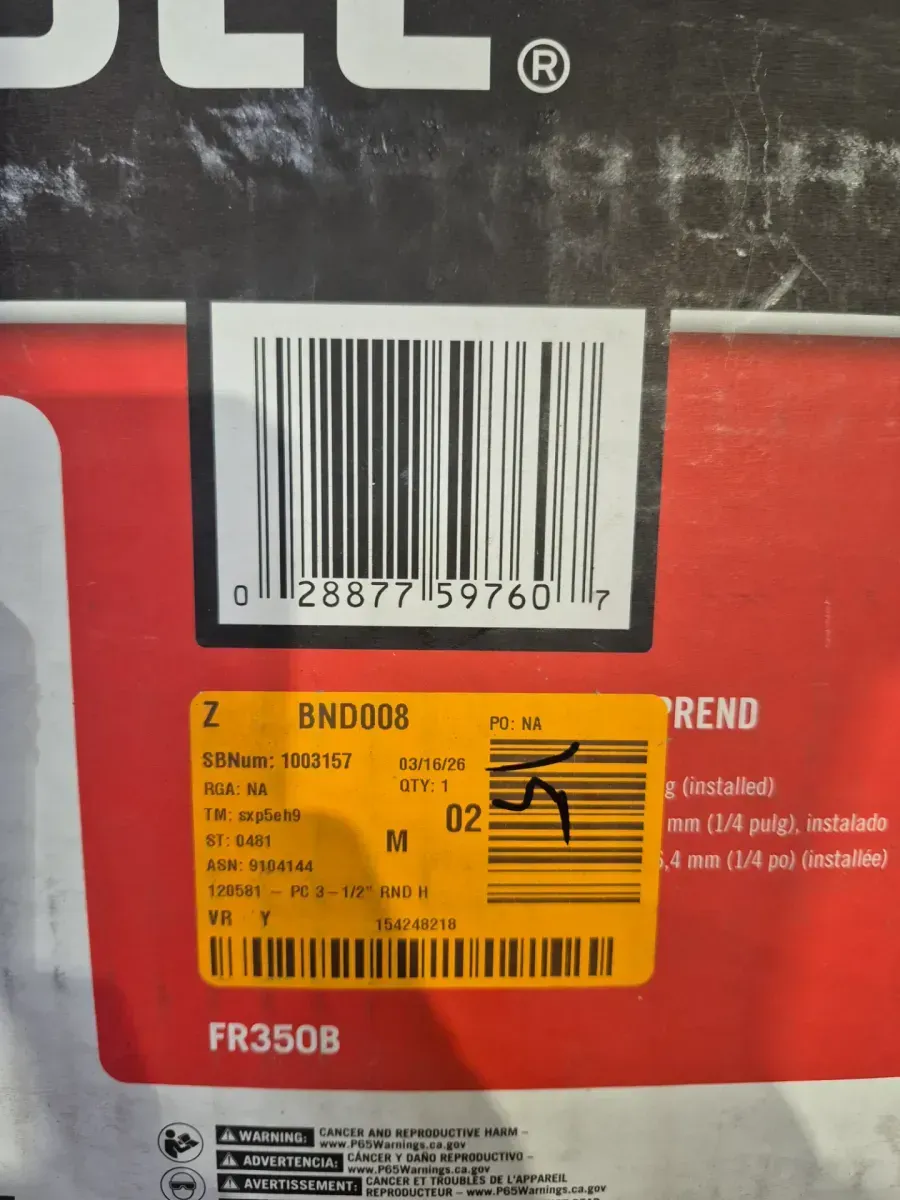 ®
0 28877 59760 7
Z BND008 PO: NA
SBNum: 1003157 03/16/26
RGA: NA QTY: 1
TM: sxp5eh9
02
ST: 0481 M
ASN: 9104144
120581 - PC 3-1/2" RND H
VR Y 154248218
PREND
g (installed)
mm (1/4 pulg), instalado
6,4 mm (1/4 po) (installée)
FR350B
WARNING: CANCER AND REPRODUCTIVE HARM -
www.P65Warnings.ca.gov
ADVERTENCIA: CÁNCER Y DAÑO REPRODUCTIVO -
www.P65Warnings.ca.gov
AVERTISSEMENT: CANCER ET TROUBLES DE L'APPAREIL
REPRODUCTEUR - www.P65Warnings.ca.gov